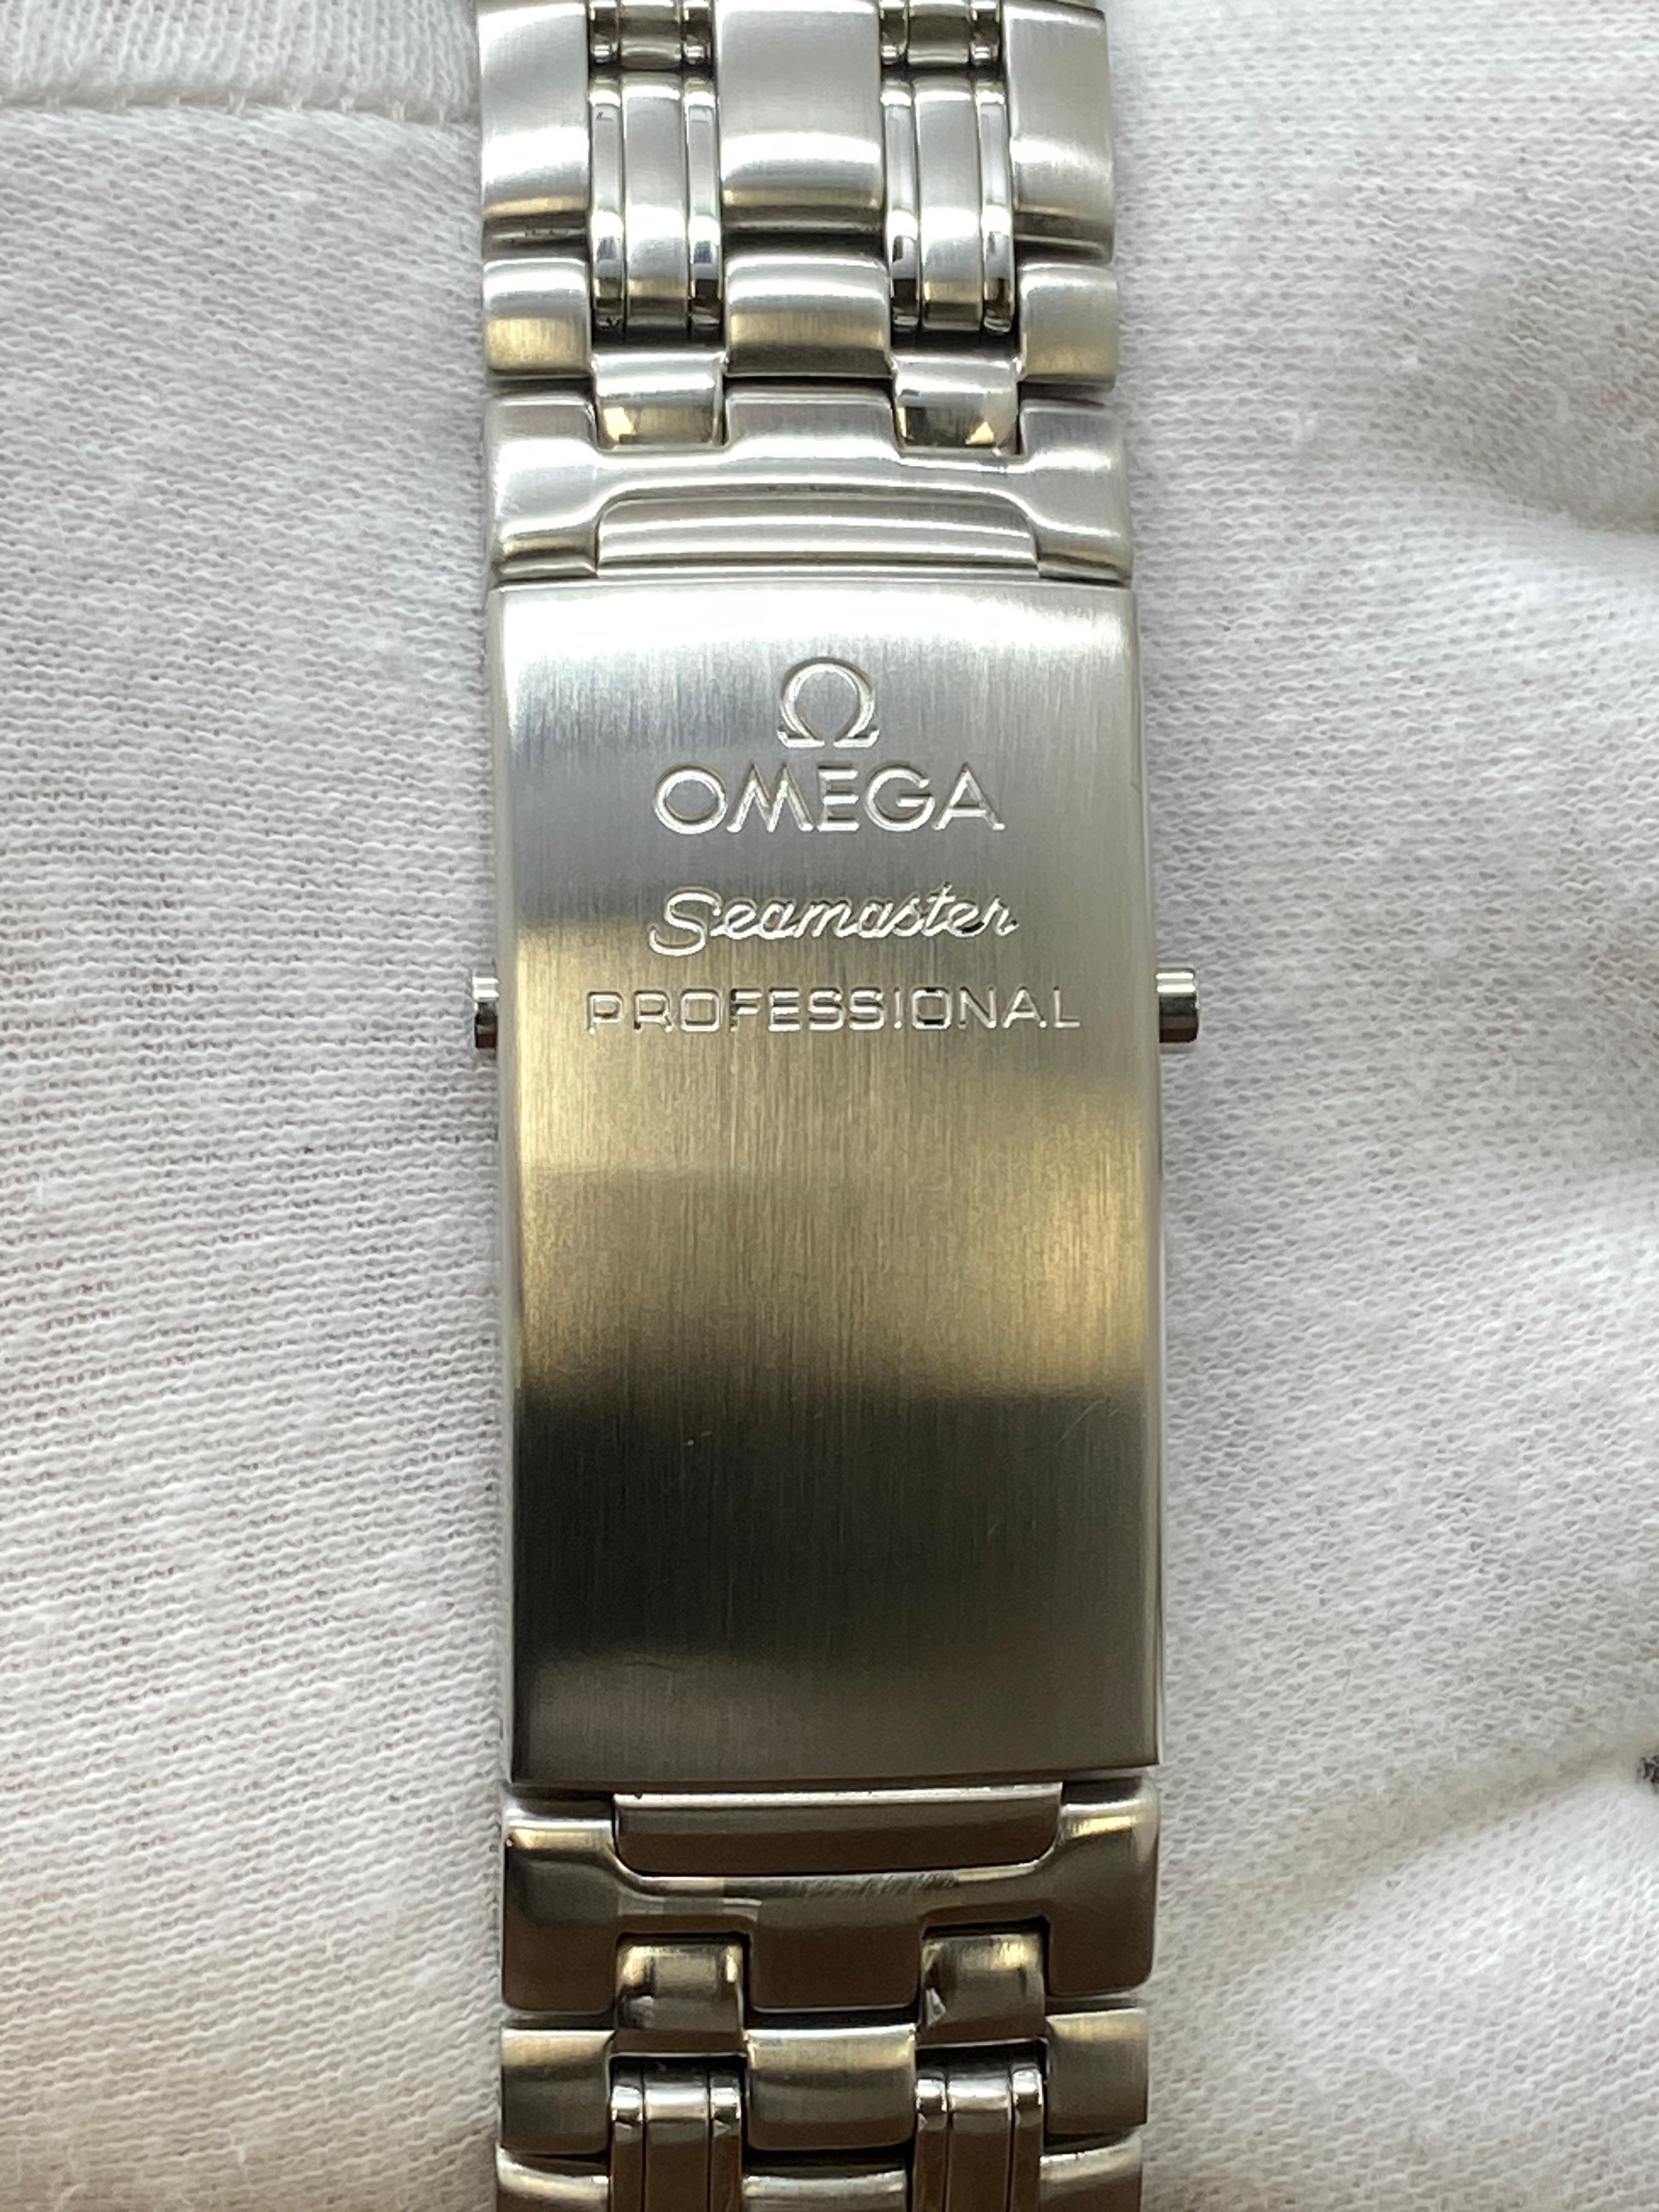 Ω
OMEGA
Seamaster
PROFESSIONAL